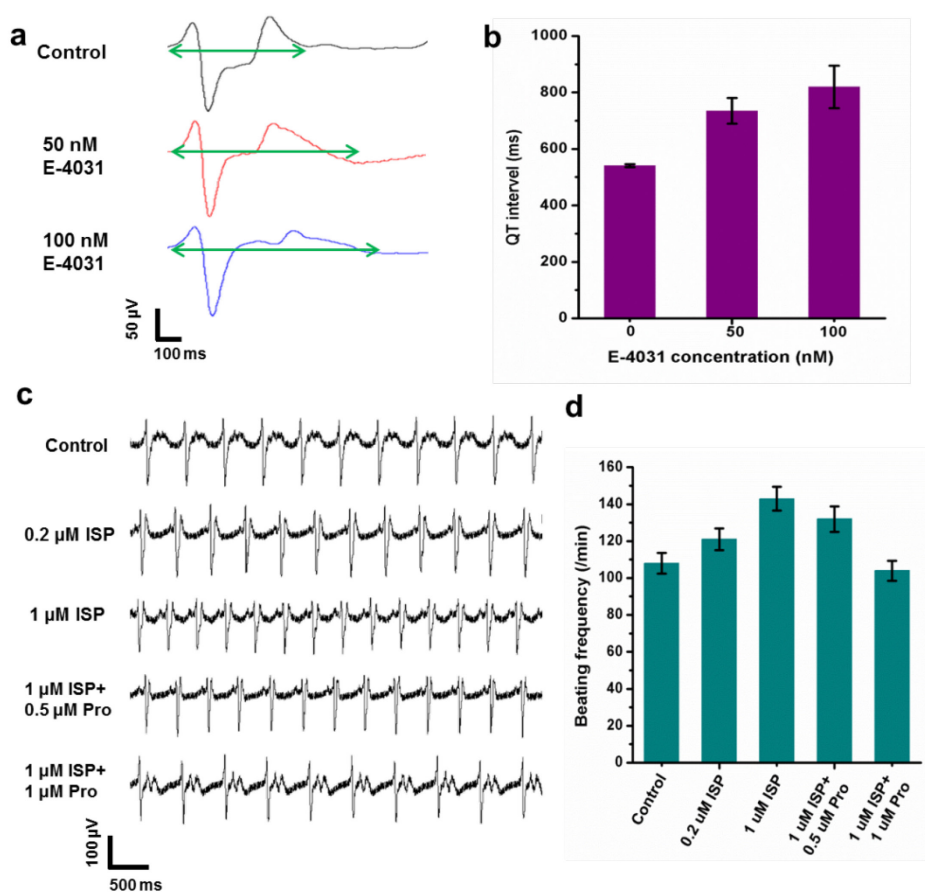 a
Control
50 nM
E-4031
100 nM
E-4031
50 µV
100 ms
b
QT intervel (ms)
1000
800
600
400
200
0
0 50 100
E-4031 concentration (nM)
c
Control
0.2 µM ISP
1 µM ISP
1 µM ISP+
0.5 µM Pro
1 µM ISP+
1 µM Pro
100 µV
500 ms
d
Beating frequency (/min)
160
140
120
100
80
60
40
20
0
Control
0.2 uM ISP
1 uM ISP
1 uM ISP+
0.5 uM Pro
1 uM ISP+
1 uM Pro